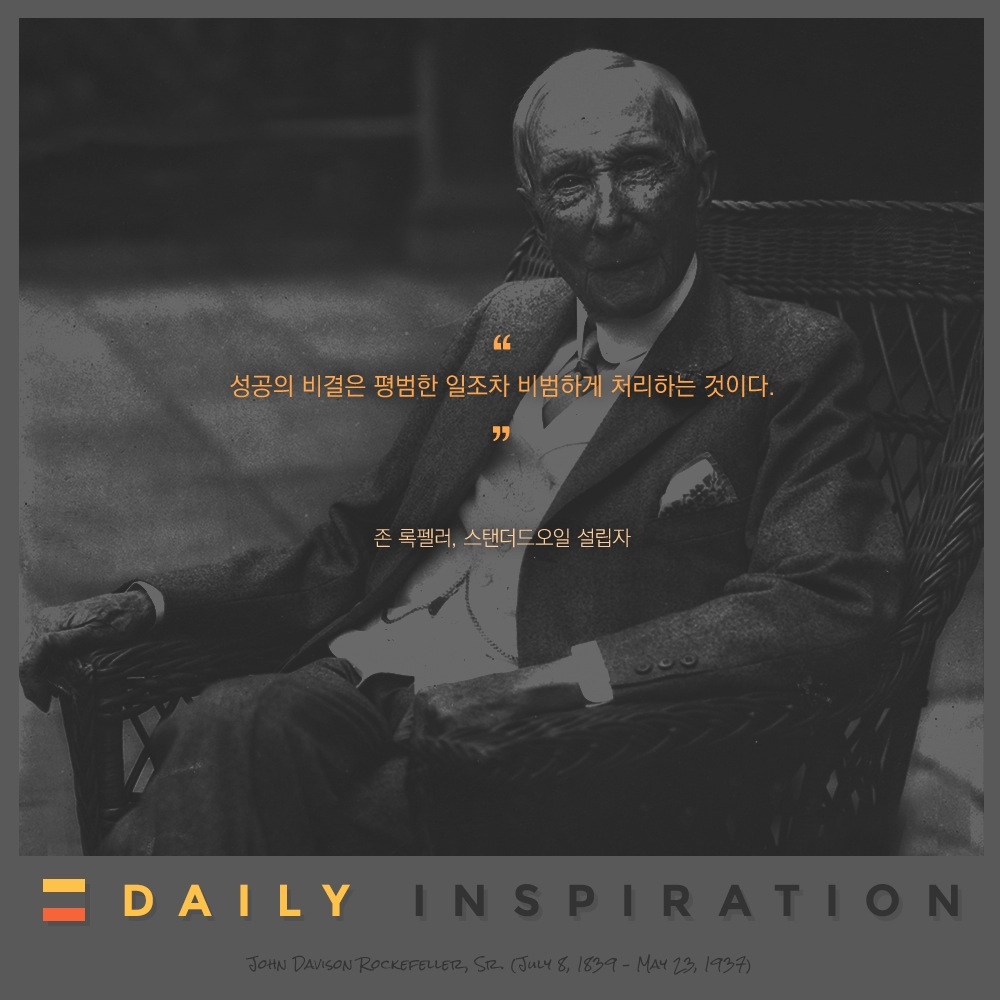 “
성공의 비결은 평범한 일조차 비범하게 처리하는 것이다.
”
존 록펠러, 스탠더드오일 설립자
DAILY INSPIRATION
John Davison Rockefeller, Sr. (July 8, 1839 - May 23, 1937)